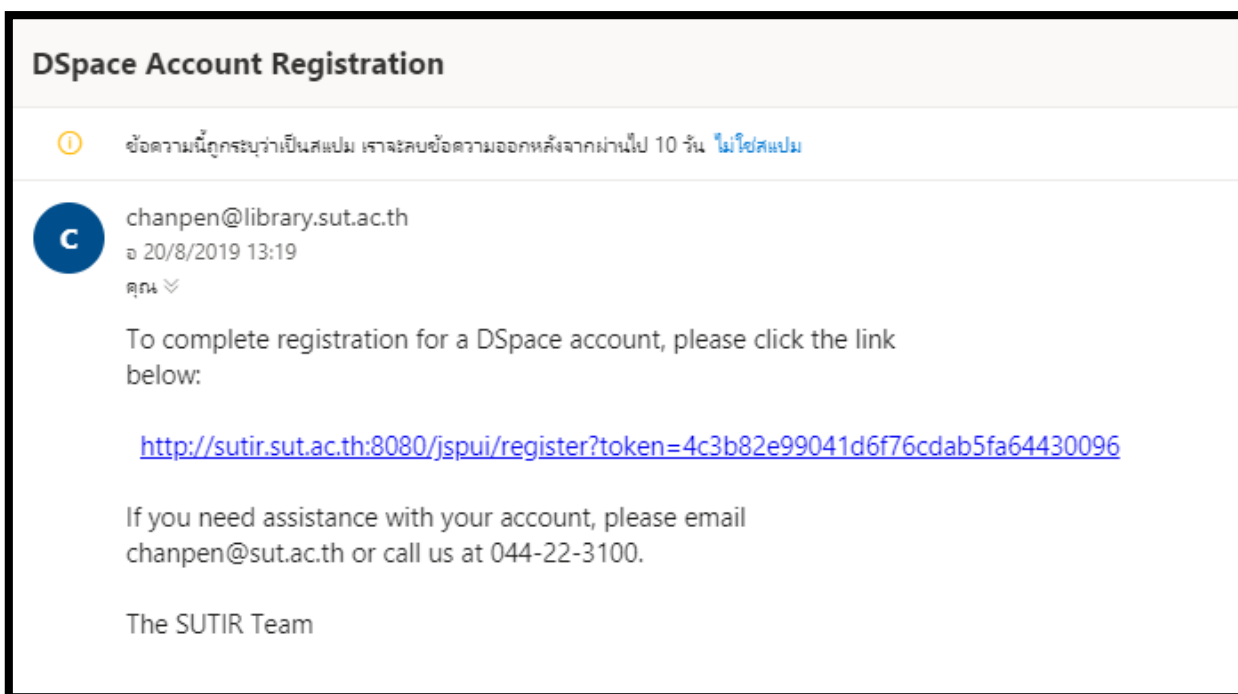 DSpace Account Registration
ข้อความนี้ถูกระบุว่าเป็นสแปม เราจะลบข้อความออกหลังจากผ่านไป 10 วัน ไม่ใช่สแปม
C
chanpen@library.sut.ac.th
อ 20/8/2019 13:19
คุณ
To complete registration for a DSpace account, please click the link
below:
http://sutir.sut.ac.th:8080/jspui/register?token=4c3b82e99041d6f76cdab5fa64430096
If you need assistance with your account, please email
chanpen@sut.ac.th or call us at 044-22-3100.
The SUTIR Team